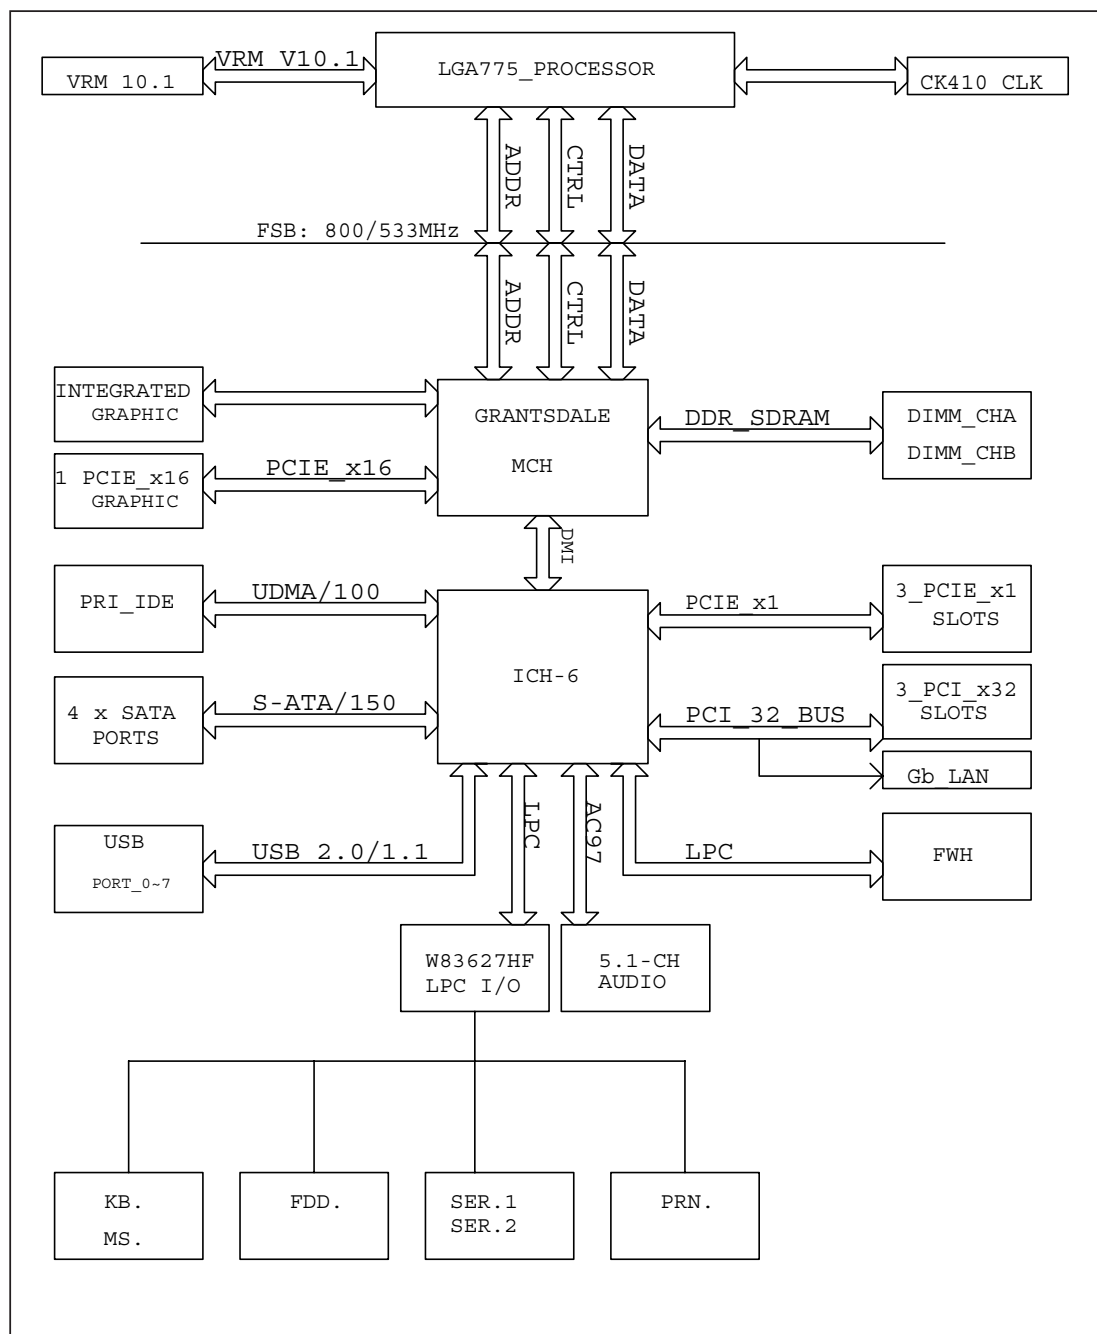 VRM 10.1
VRM V10.1
LGA775_PROCESSOR
CK410 CLK
ADDR
CTRL
DATA
FSB: 800/533MHz
ADDR
CTRL
DATA
INTEGRATED
GRAPHIC
GRANTSDALE
MCH
DDR_SDRAM
DIMM_CHA
DIMM_CHB
1 PCIE_x16
GRAPHIC
PCIE_x16
DMI
PRI_IDE
UDMA/100
ICH-6
PCIE_x1
3_PCIE_x1
SLOTS
4 x SATA
PORTS
S-ATA/150
PCI_32_BUS
3_PCI_x32
SLOTS
Gb_LAN
USB
PORT_0~7
USB 2.0/1.1
LPC
AC97
LPC
FWH
W83627HF
LPC I/O
5.1-CH
AUDIO
KB.
MS.
FDD.
SER.1
SER.2
PRN.